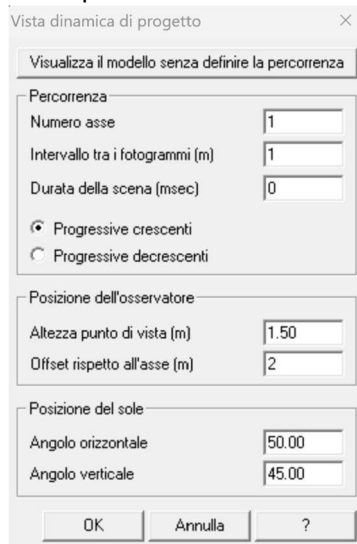 Vista dinamica di progetto
Visualizza il modello senza definire la percorrenza
Percorrenza
Numero asse 1
Intervallo tra i fotogrammi (m) 1
Durata della scena (msec) 0
Progressive crescenti
Progressive decrescenti
Posizione dell'osservatore
Altezza punto di vista (m) 1.50
Offset rispetto all'asse (m) 2
Posizione del sole
Angolo orizzontale 50.00
Angolo verticale 45.00
OK Annulla ?